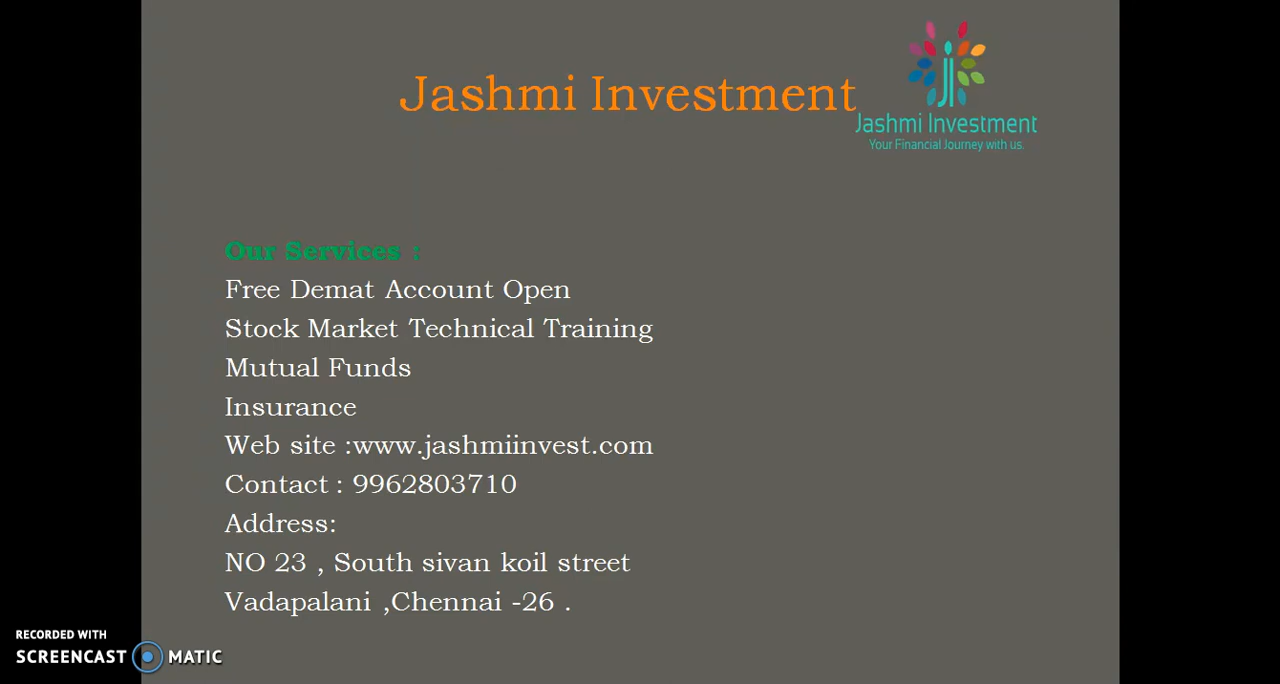 Jashmi Investment
Jashmi Investment
Your Financial Journey with us.
Our Services :
Free Demat Account Open
Stock Market Technical Training
Mutual Funds
Insurance
Web site :www.jashmiinvest.com
Contact : 9962803710
Address:
NO 23 , South sivan koil street
Vadapalani ,Chennai -26 .
RECORDED WITH
SCREENCAST MATIC